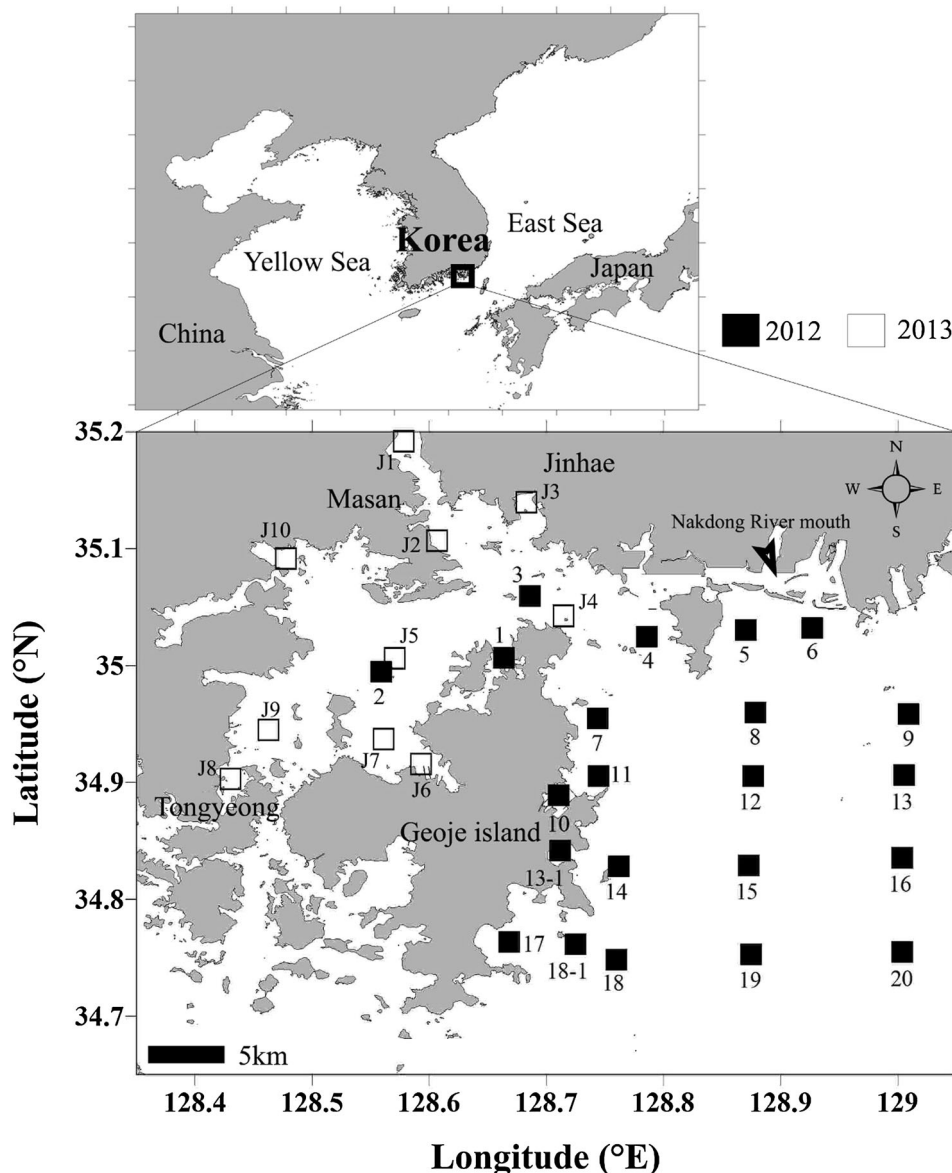 East Sea
Korea
Yellow Sea
Japan
China
2012
2013
35.2
J1
Jinhae
N
W
E
S
Masan
J3
Nakdong River mouth
J10
J2
35.1
3
J4
1
J5
4
5
6
35
2
J9
7
8
9
J7
J8
J6
11
34.9
Tongyeong
10
12
13
Geoje island
13-1
14
15
16
34.8
17
18-1
18
19
20
34.7
5km
128.4
128.5
128.6
128.7
128.8
128.9
129
Latitude (°N)
Longitude (°E)